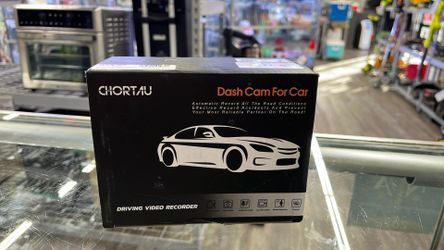 CHORTAU
Dash Cam For Car
Automatic Record All The Road Conditions
Effective Record Accidents And Prevent
Your Most Reliable Partner On The Road!
DRIVING VIDEO RECORDER